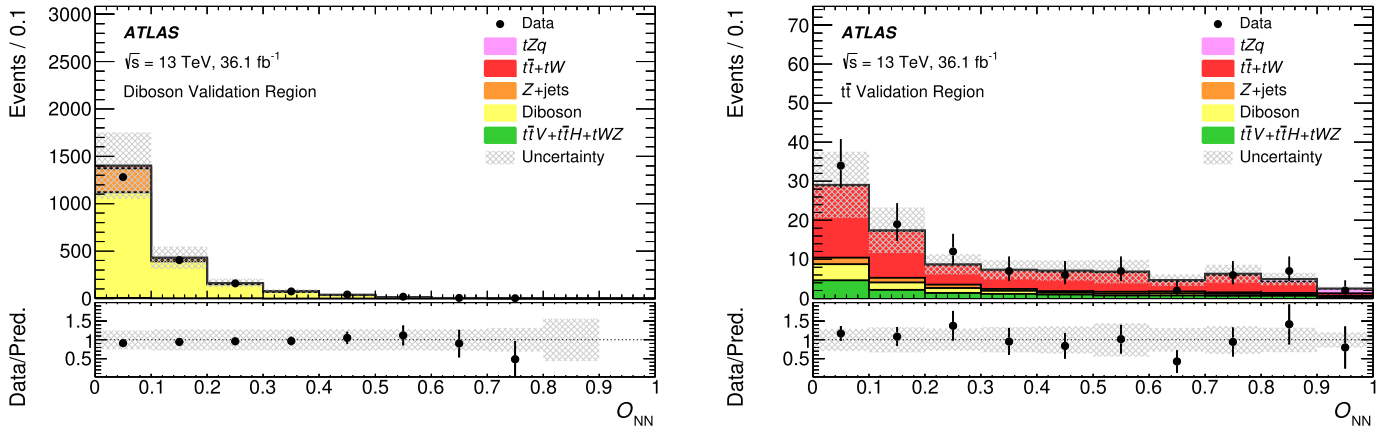 Events / 0.1
3000
2500
2000
1500
1000
500
0
ATLAS
√s = 13 TeV, 36.1 fb⁻¹
Diboson Validation Region
Data
tZq
tt̄+tW
Z+jets
Diboson
tt̄V+tt̄H+tWZ
Uncertainty
Data/Pred.
1.5
1
0.5
0 0.1 0.2 0.3 0.4 0.5 0.6 0.7 0.8 0.9 1
O_NN
Events / 0.1
70
60
50
40
30
20
10
0
ATLAS
√s = 13 TeV, 36.1 fb⁻¹
tt̄ Validation Region
Data
tZq
tt̄+tW
Z+jets
Diboson
tt̄V+tt̄H+tWZ
Uncertainty
Data/Pred.
1.5
1
0.5
0 0.1 0.2 0.3 0.4 0.5 0.6 0.7 0.8 0.9 1
O_NN